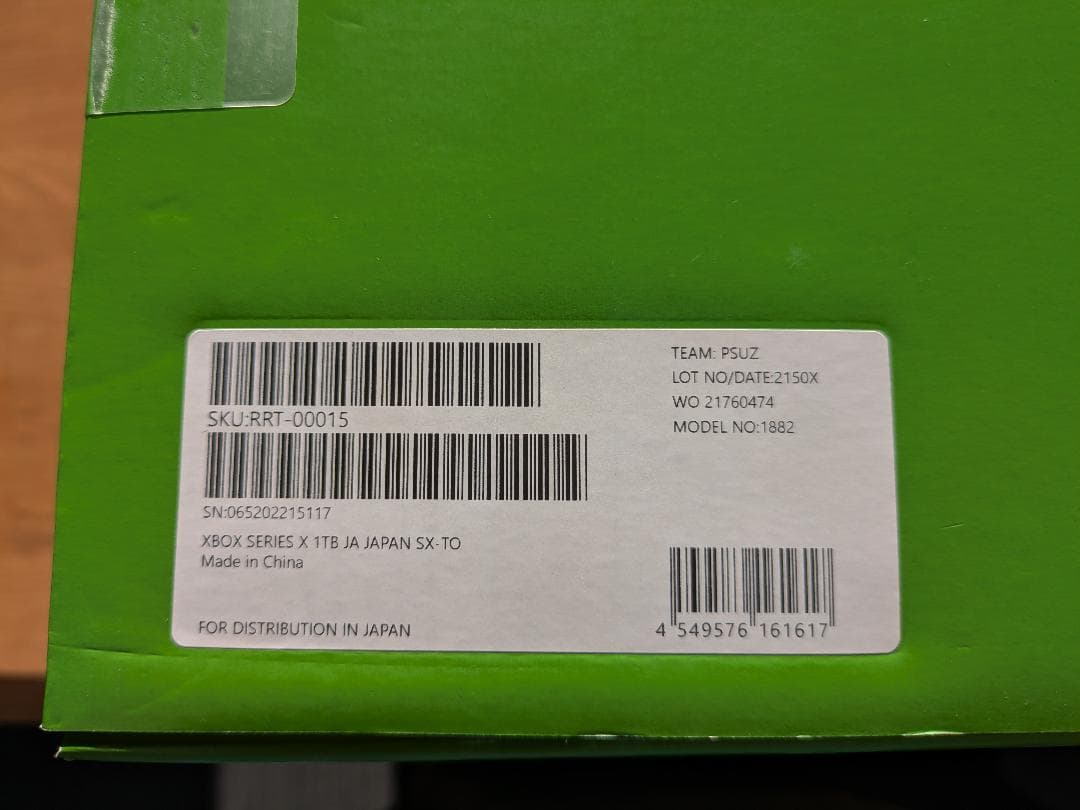 SKU:RRT-00015
SN:065202215117
XBOX SERIES X 1TB JA JAPAN SX-TO
Made in China
FOR DISTRIBUTION IN JAPAN
TEAM: PSUZ
LOT NO/DATE:2150X
WO 21760474
MODEL NO:1882
4 549576 161617